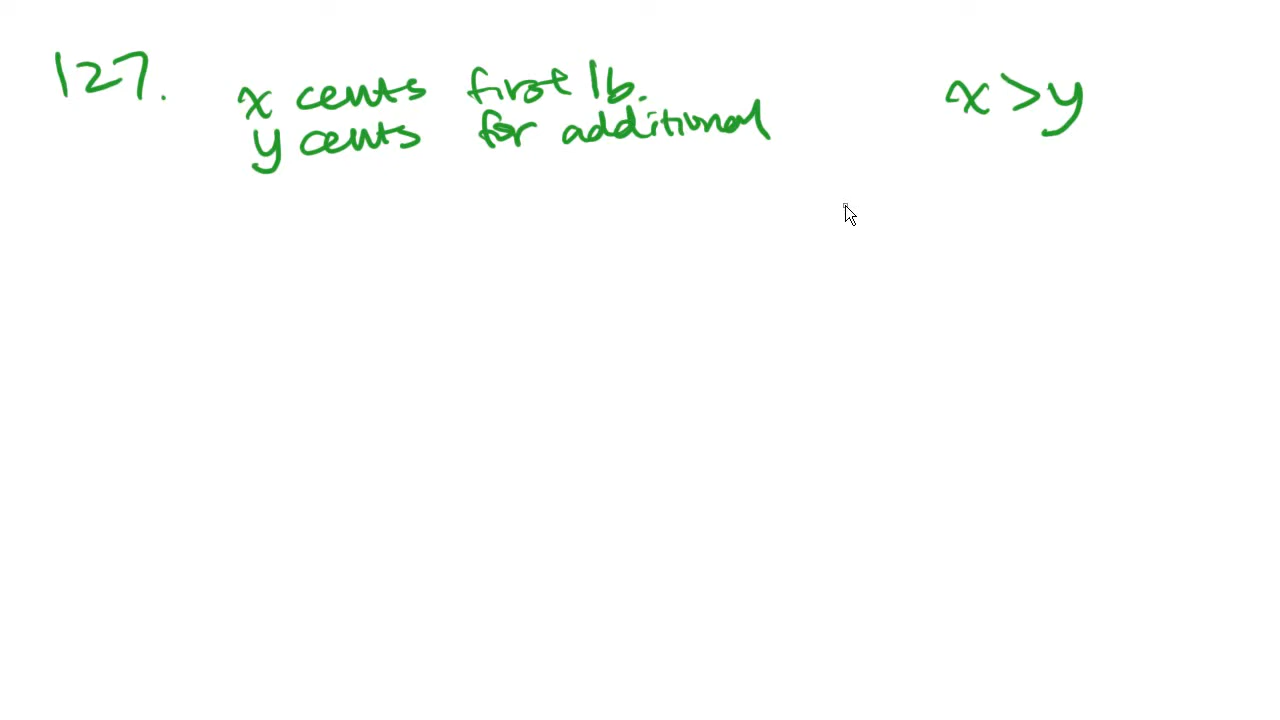 127.
x cents first lb.
y cents for additional
x > y